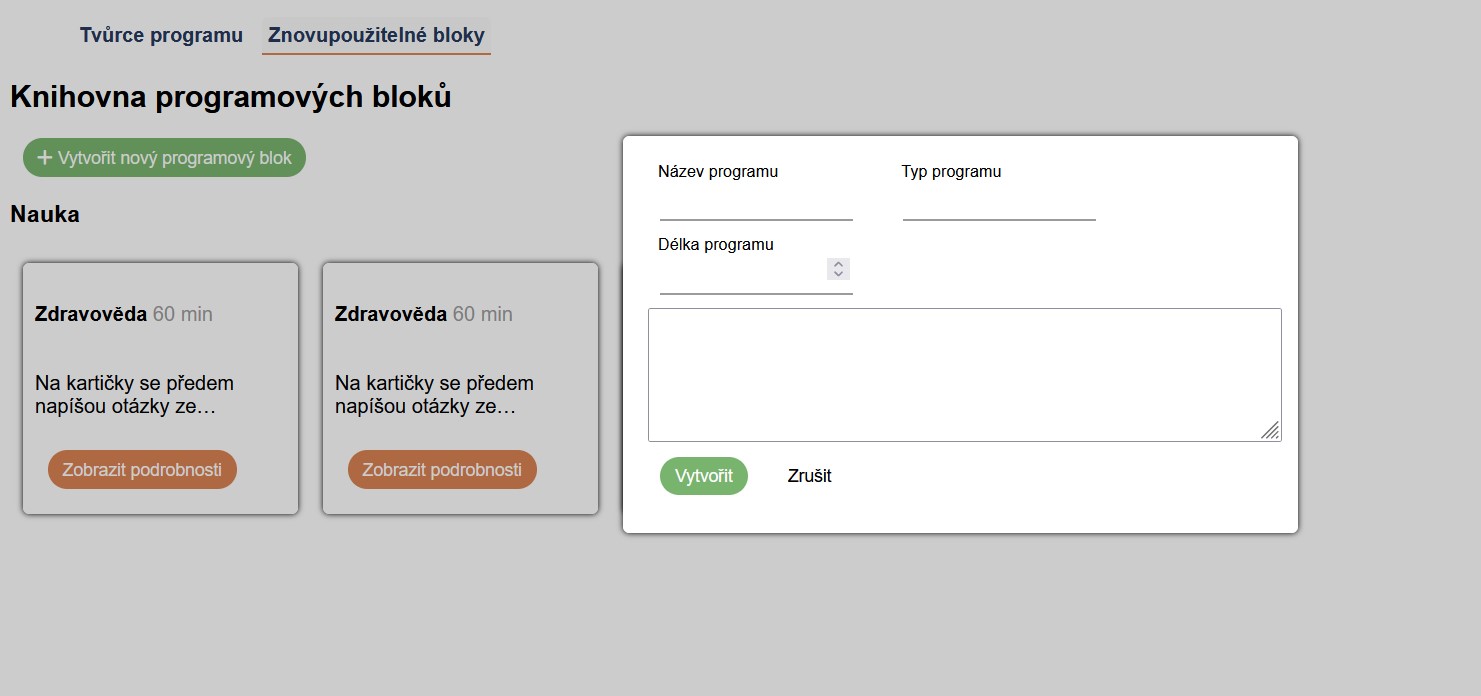 Tvůrce programu Znovupoužitelné bloky
Knihovna programových bloků
+ Vytvořit nový programový blok
Nauka
Zdravověda 60 min
Na kartičky se předem
napíšou otázky ze…
Zobrazit podrobnosti
Zdravověda 60 min
Na kartičky se předem
napíšou otázky ze…
Zobrazit podrobnosti
Název programu
Typ programu
Délka programu
Vytvořit
Zrušit